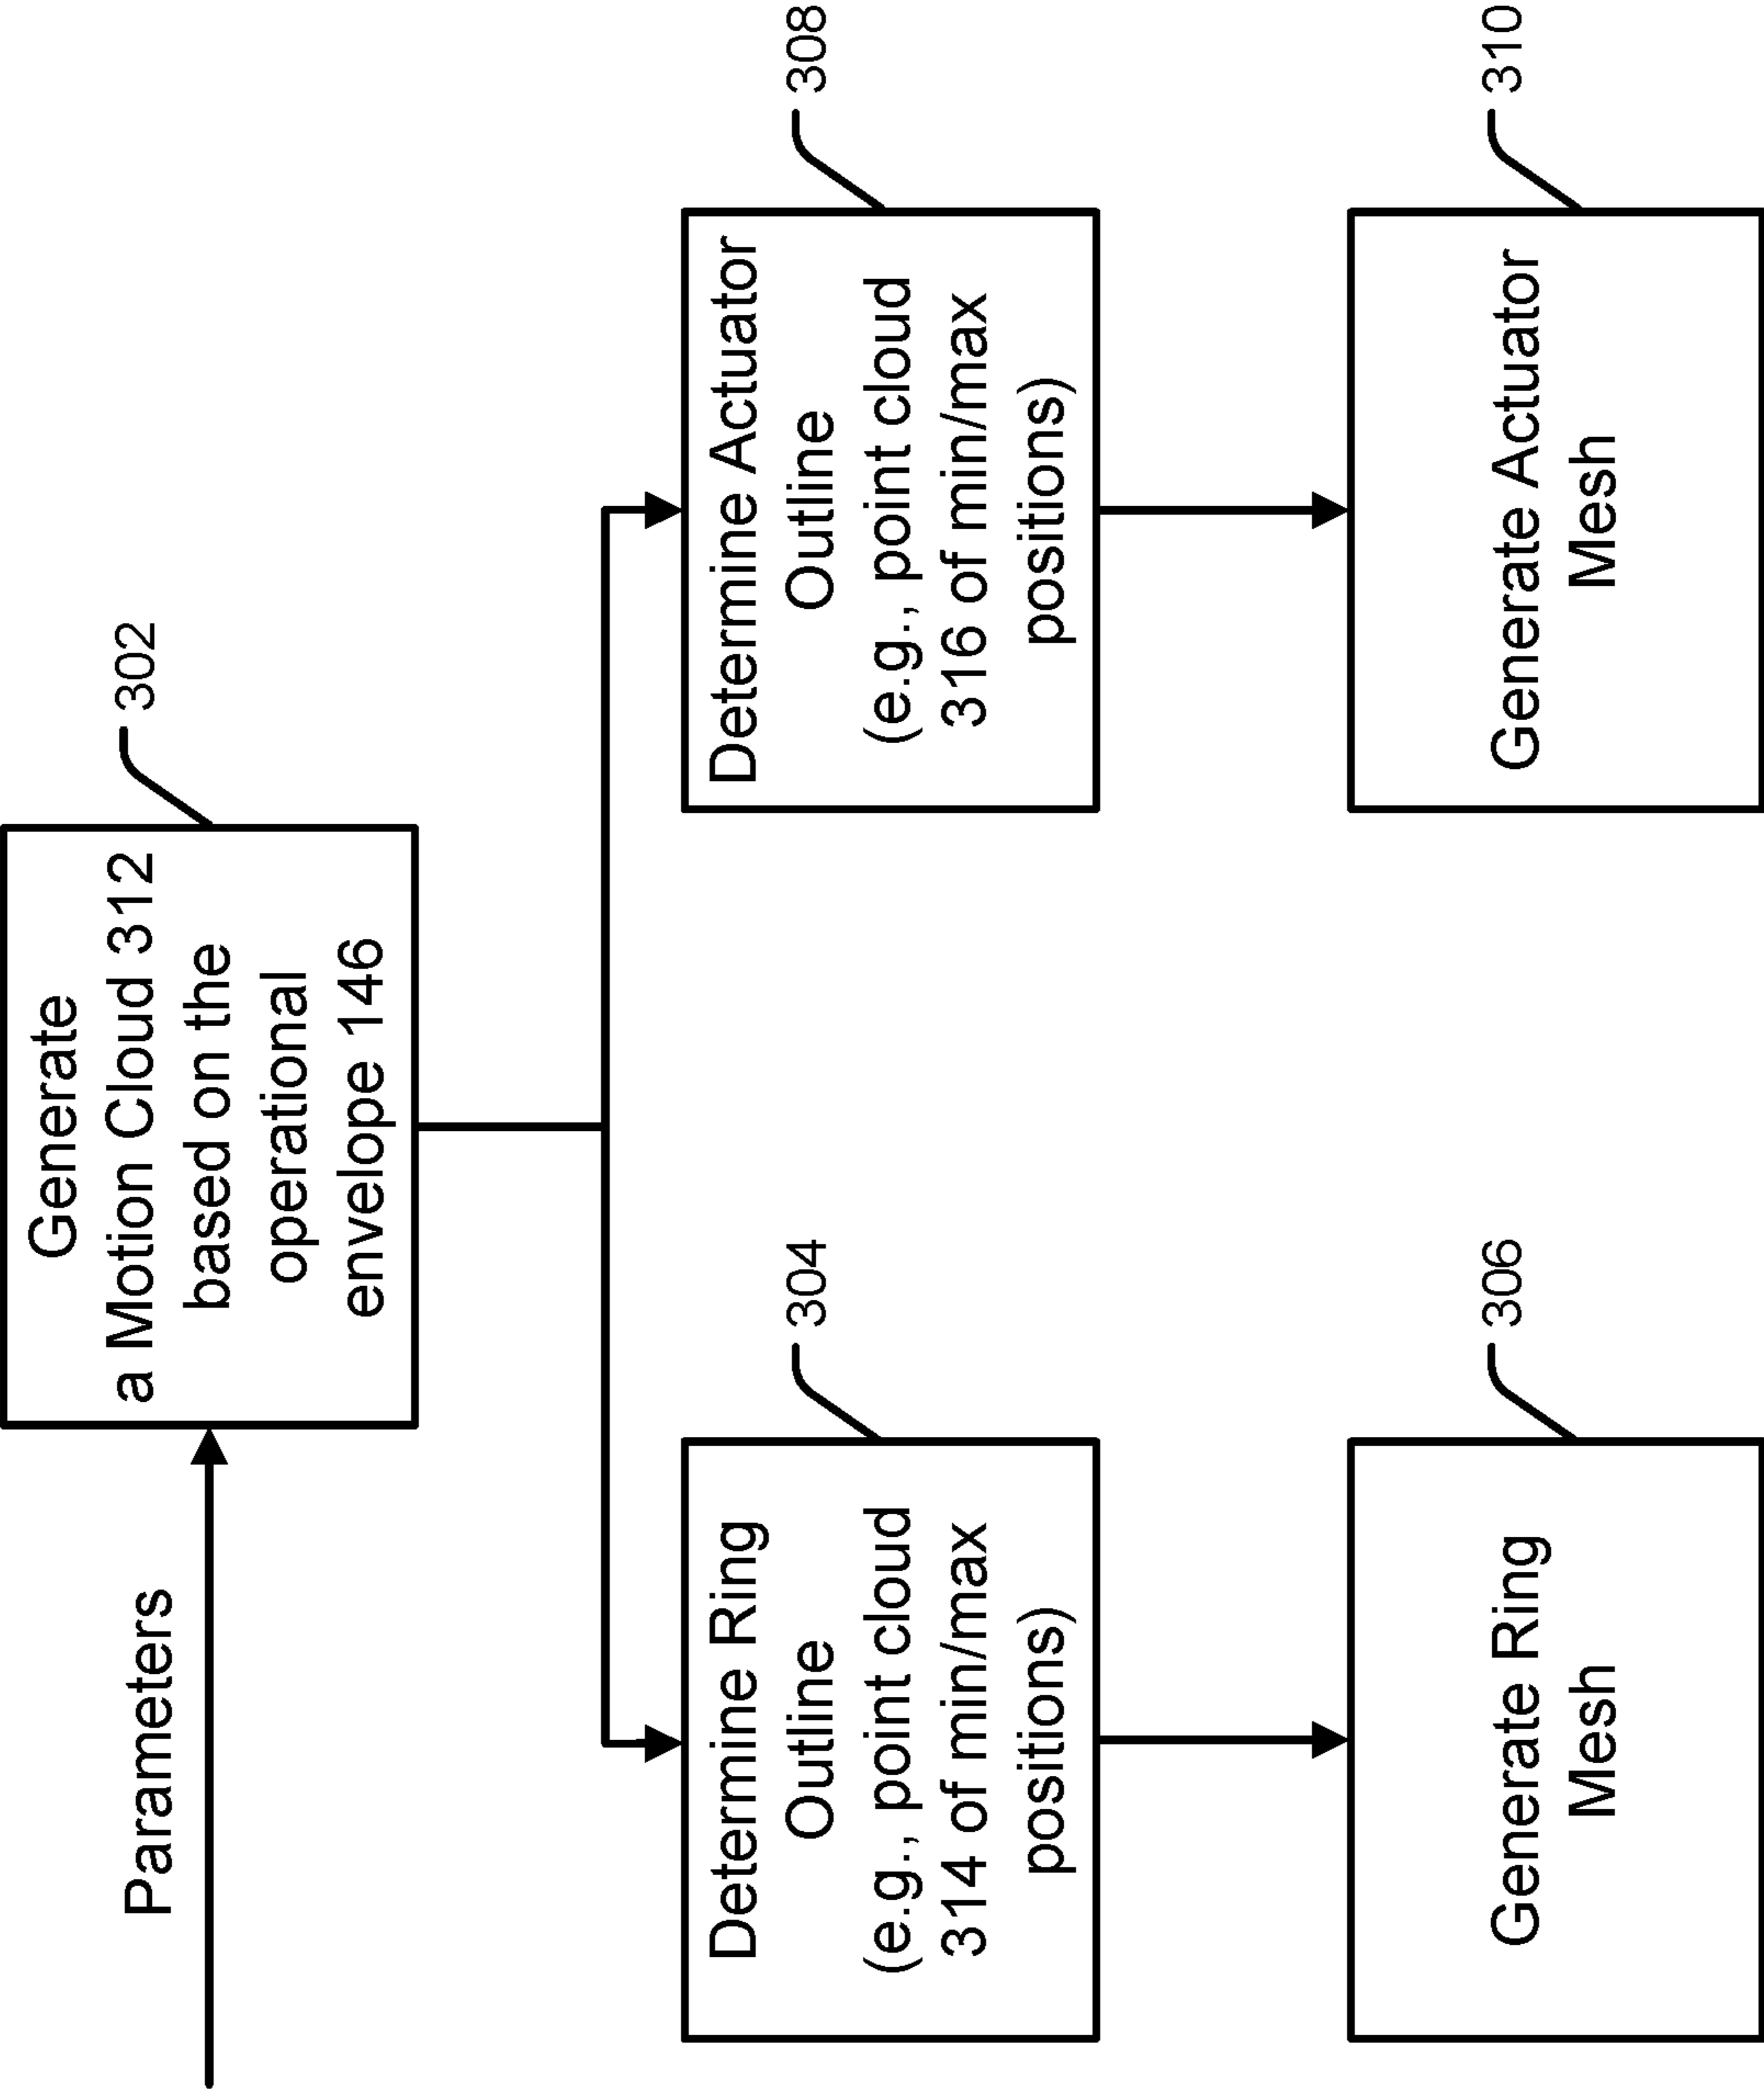 Parameters
Generate
a Motion Cloud 312
based on the
operational
envelope 146
302
Determine Ring
Outline
(e.g., point cloud
314 of min/max
positions)
304
Determine Actuator
Outline
(e.g., point cloud
316 of min/max
positions)
308
Generate Ring
Mesh
306
Generate Actuator
Mesh
310